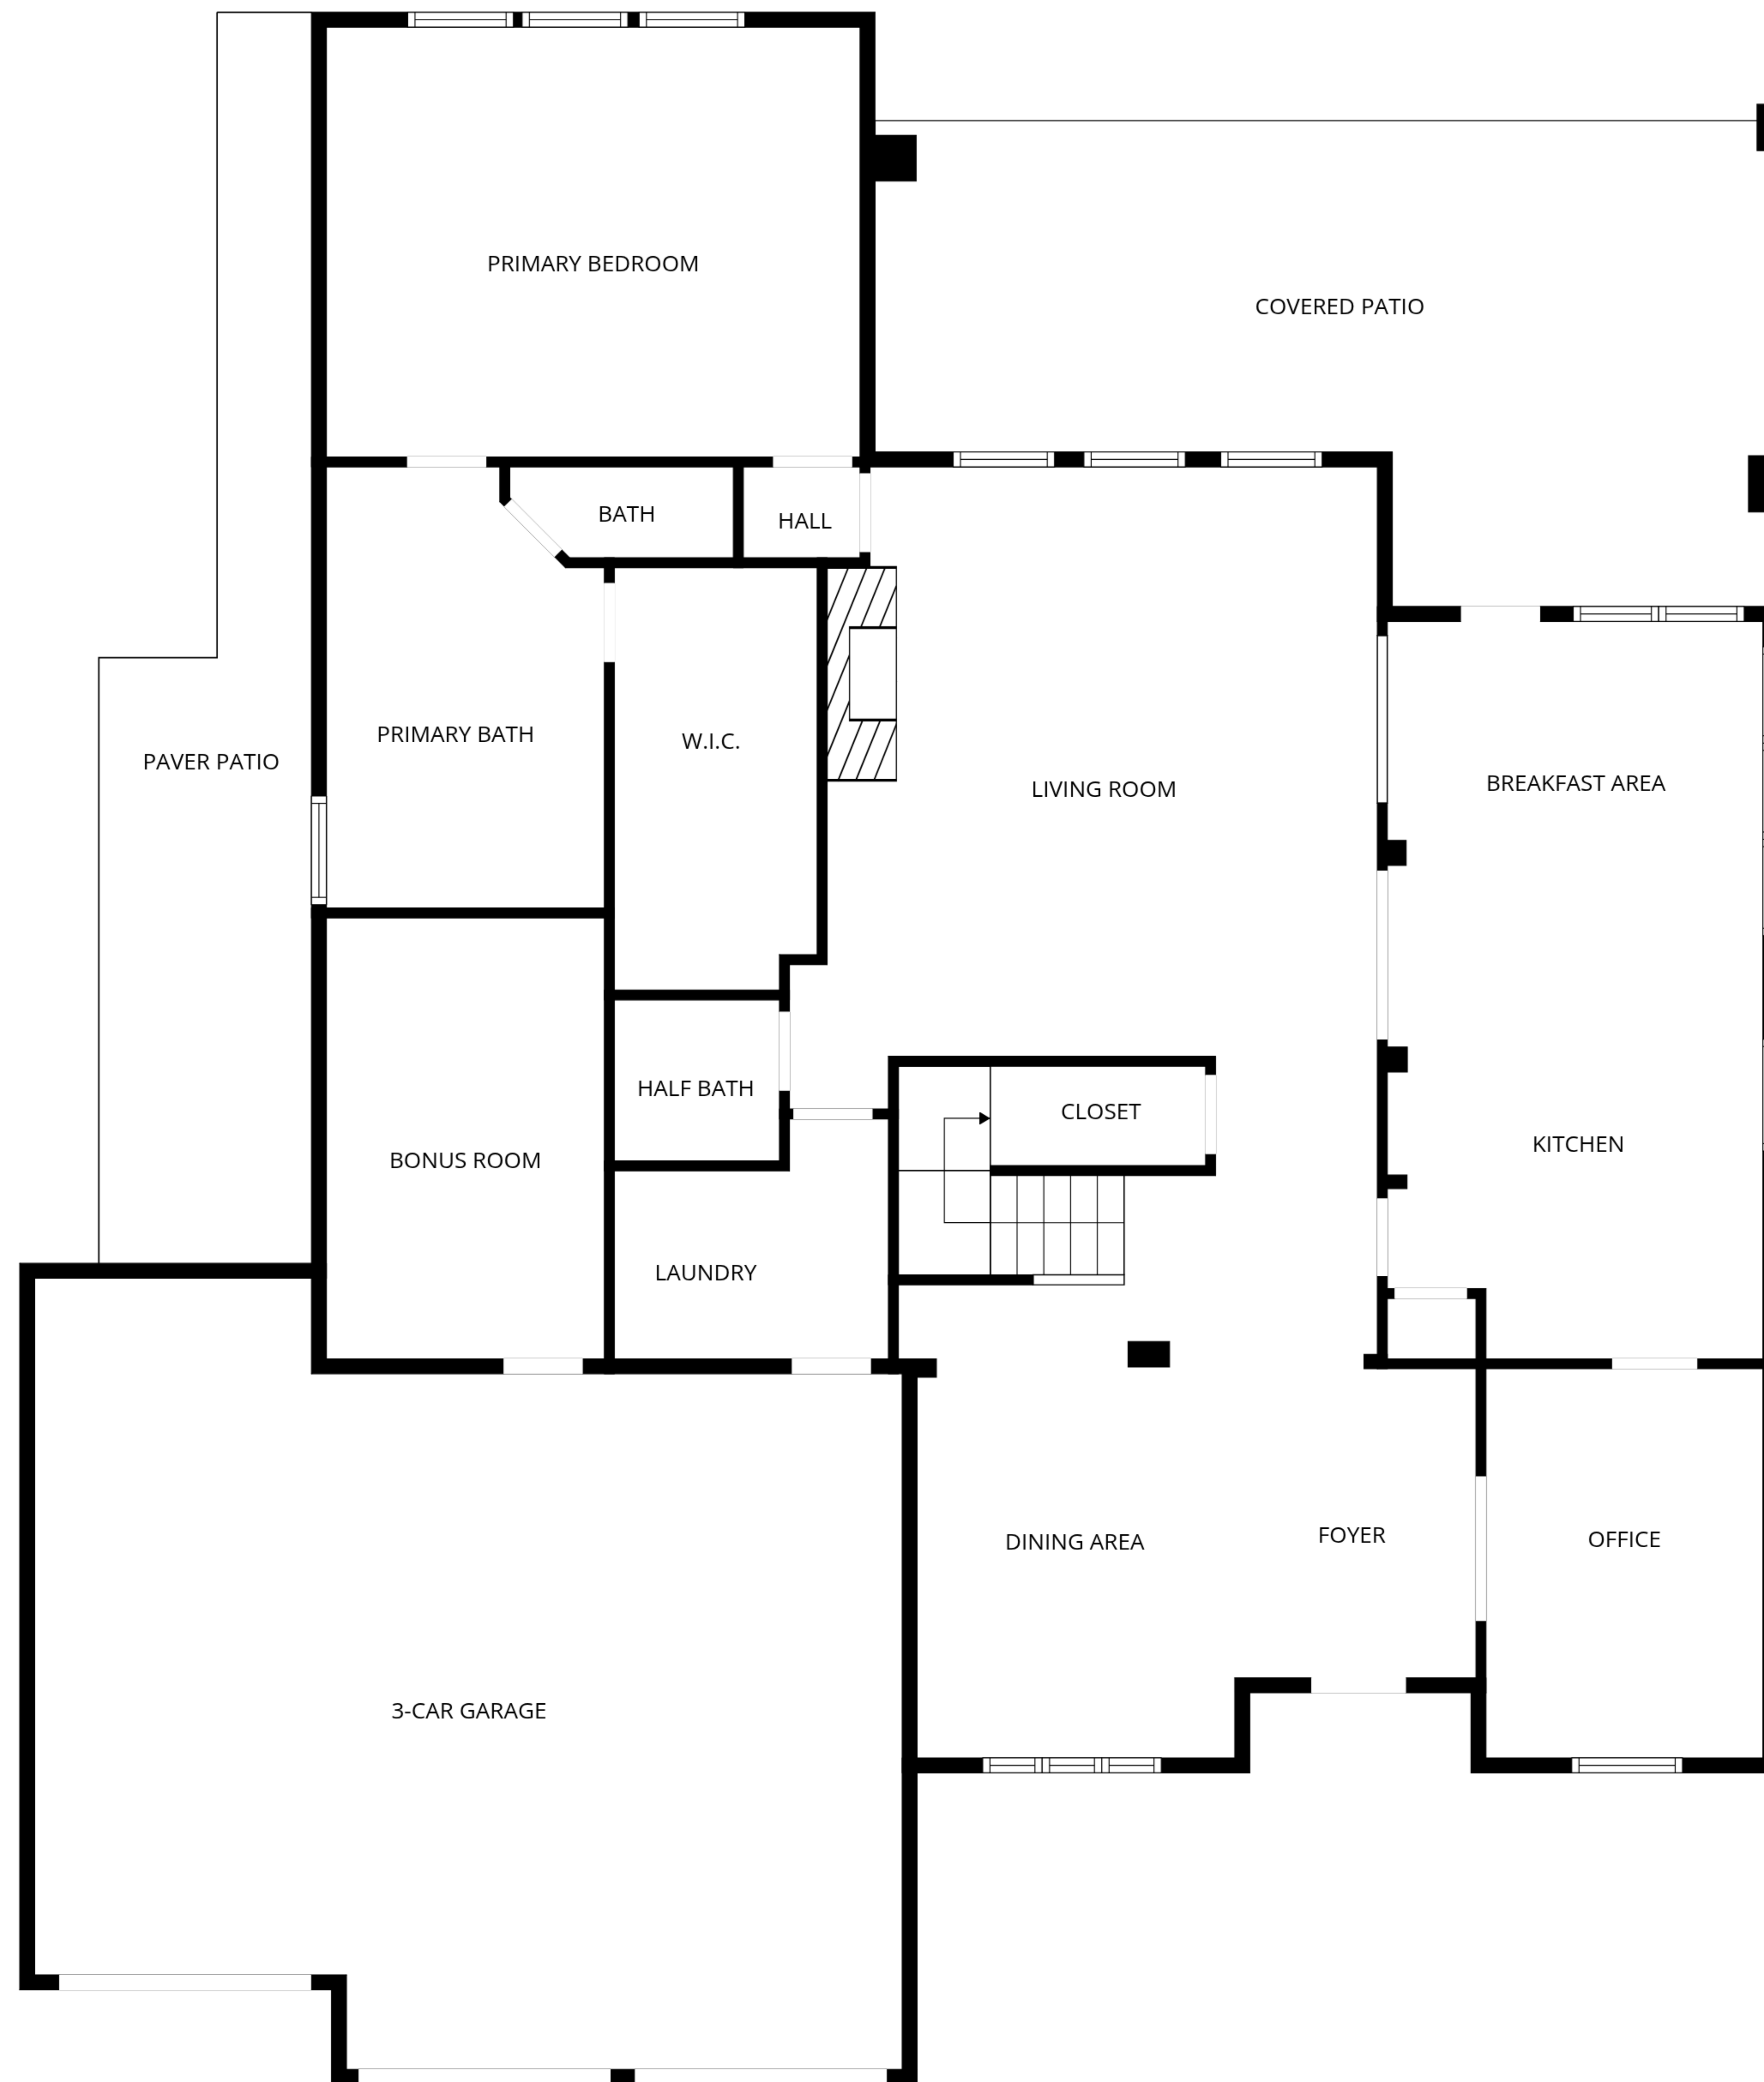 PRIMARY BEDROOM
COVERED PATIO
BATH
HALL
PRIMARY BATH
W.I.C.
PAVER PATIO
LIVING ROOM
BREAKFAST AREA
HALF BATH
CLOSET
KITCHEN
BONUS ROOM
LAUNDRY
DINING AREA
FOYER
OFFICE
3-CAR GARAGE